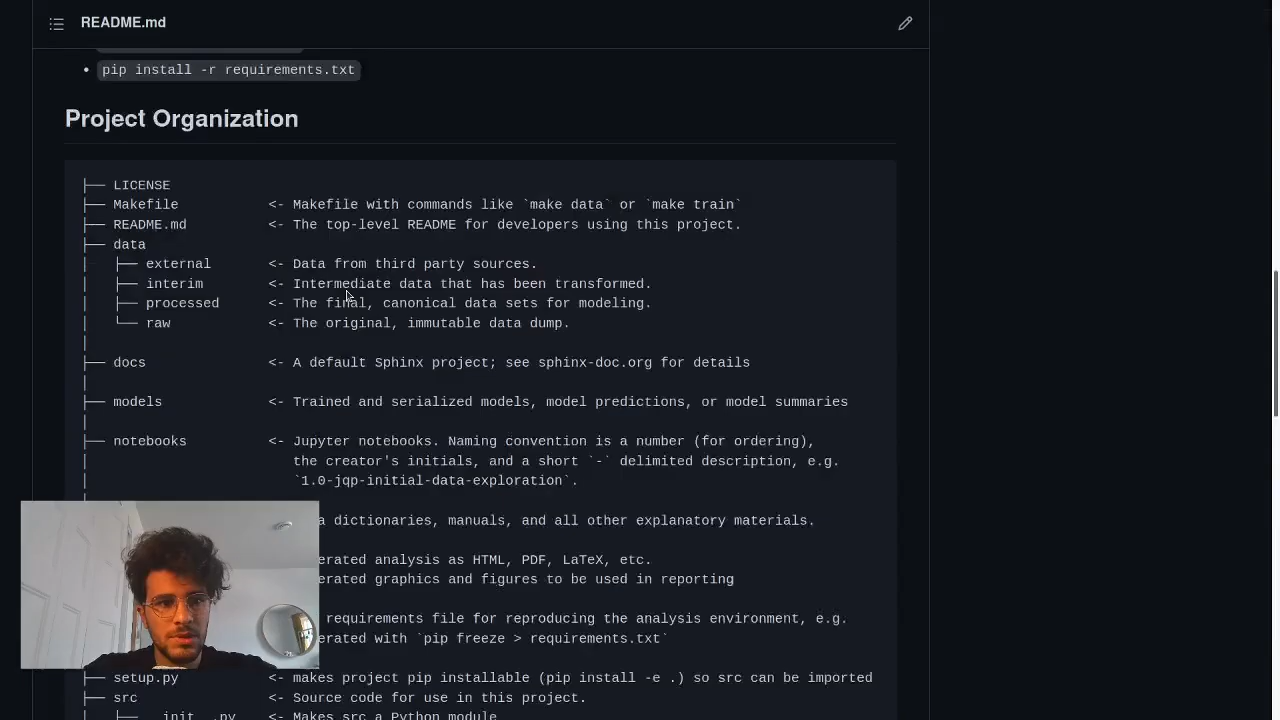 README.md
• pip install -r requirements.txt
Project Organization
├── LICENSE
├── Makefile <- Makefile with commands like `make data` or `make train`
├── README.md <- The top-level README for developers using this project.
├── data
│ ├── external <- Data from third party sources.
│ ├── interim <- Intermediate data that has been transformed.
│ ├── processed <- The final, canonical data sets for modeling.
│ └── raw <- The original, immutable data dump.
│
├── docs <- A default Sphinx project; see sphinx-doc.org for details
│
├── models <- Trained and serialized models, model predictions, or model summaries
│
├── notebooks <- Jupyter notebooks. Naming convention is a number (for ordering),
│ the creator's initials, and a short `-` delimited description, e.g.
│ `1.0-jqp-initial-data-exploration`.
dictionaries, manuals, and all other explanatory materials.
analysis as HTML, PDF, LaTeX, etc.
graphics and figures to be used in reporting
requirements file for reproducing the analysis environment, e.g.
with `pip freeze > requirements.txt`
├── setup.py <- makes project pip installable (pip install -e .) so src can be imported
├── src <- Source code for use in this project.
│ ├── __init__.py <- Makes src a Python module